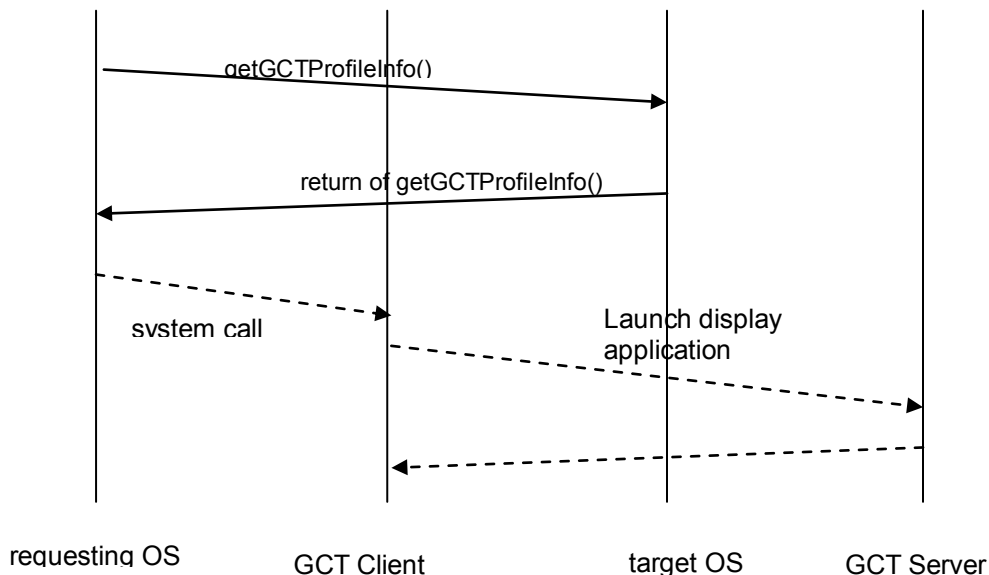 getGCTProfileInfo()
return of getGCTProfileInfo()
system call
Launch display
application
requesting OS
GCT Client
target OS
GCT Server